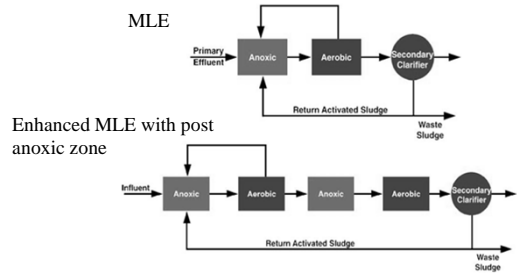 MLE
Primary
Effluent
Anoxic
Aerobic
Secondary
Clarifier
Return Activated Sludge
Waste
Sludge
Enhanced MLE with post
anoxic zone
Influent
Anoxic
Aerobic
Anoxic
Aerobic
Secondary
Clarifier
Return Activated Sludge
Waste
Sludge